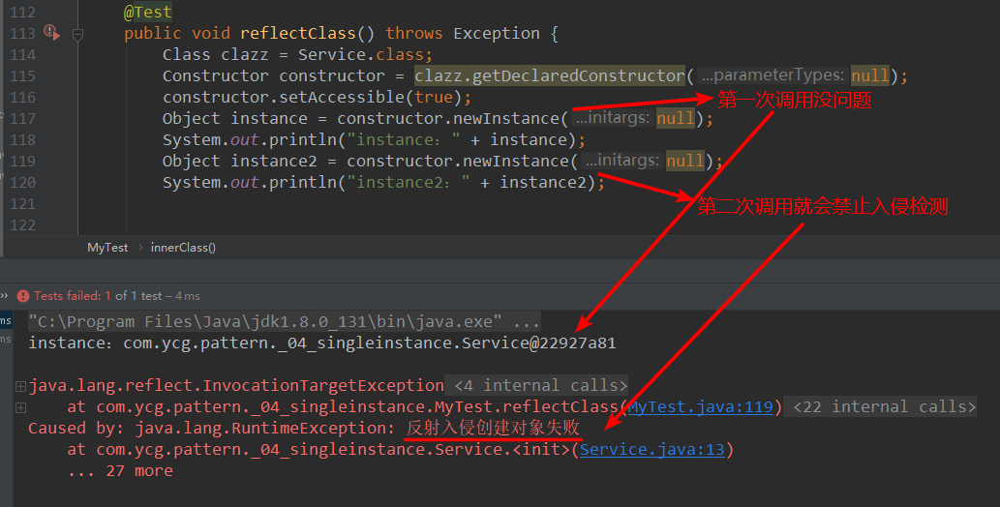 112 @Test
113 public void reflectClass() throws Exception {
114 Class clazz = Service.class;
115 Constructor constructor = clazz.getDeclaredConstructor( ...parameterTypes: null);
116 constructor.setAccessible(true);
第一次调用没问题
117 Object instance = constructor.newInstance( ...initargs: null);
118 System.out.println("instance: " + instance);
119 Object instance2 = constructor.newInstance( ...initargs: null);
120 System.out.println("instance2: " + instance2);
121
第二次调用就会禁止入侵检测
122
MyTest › innerClass()
» Tests failed: 1 of 1 test – 4 ms
ms "C:\Program Files\Java\jdk1.8.0_131\bin\java.exe" ...
ms instance: com.ycg.pattern._04_singleinstance.Service@22927a81
java.lang.reflect.InvocationTargetException <4 internal calls>
at com.ycg.pattern._04_singleinstance.MyTest.reflectClass(MyTest.java:119) <22 internal calls>
Caused by: java.lang.RuntimeException: 反射入侵创建对象失败
at com.ycg.pattern._04_singleinstance.Service.<init>(Service.java:13)
... 27 more